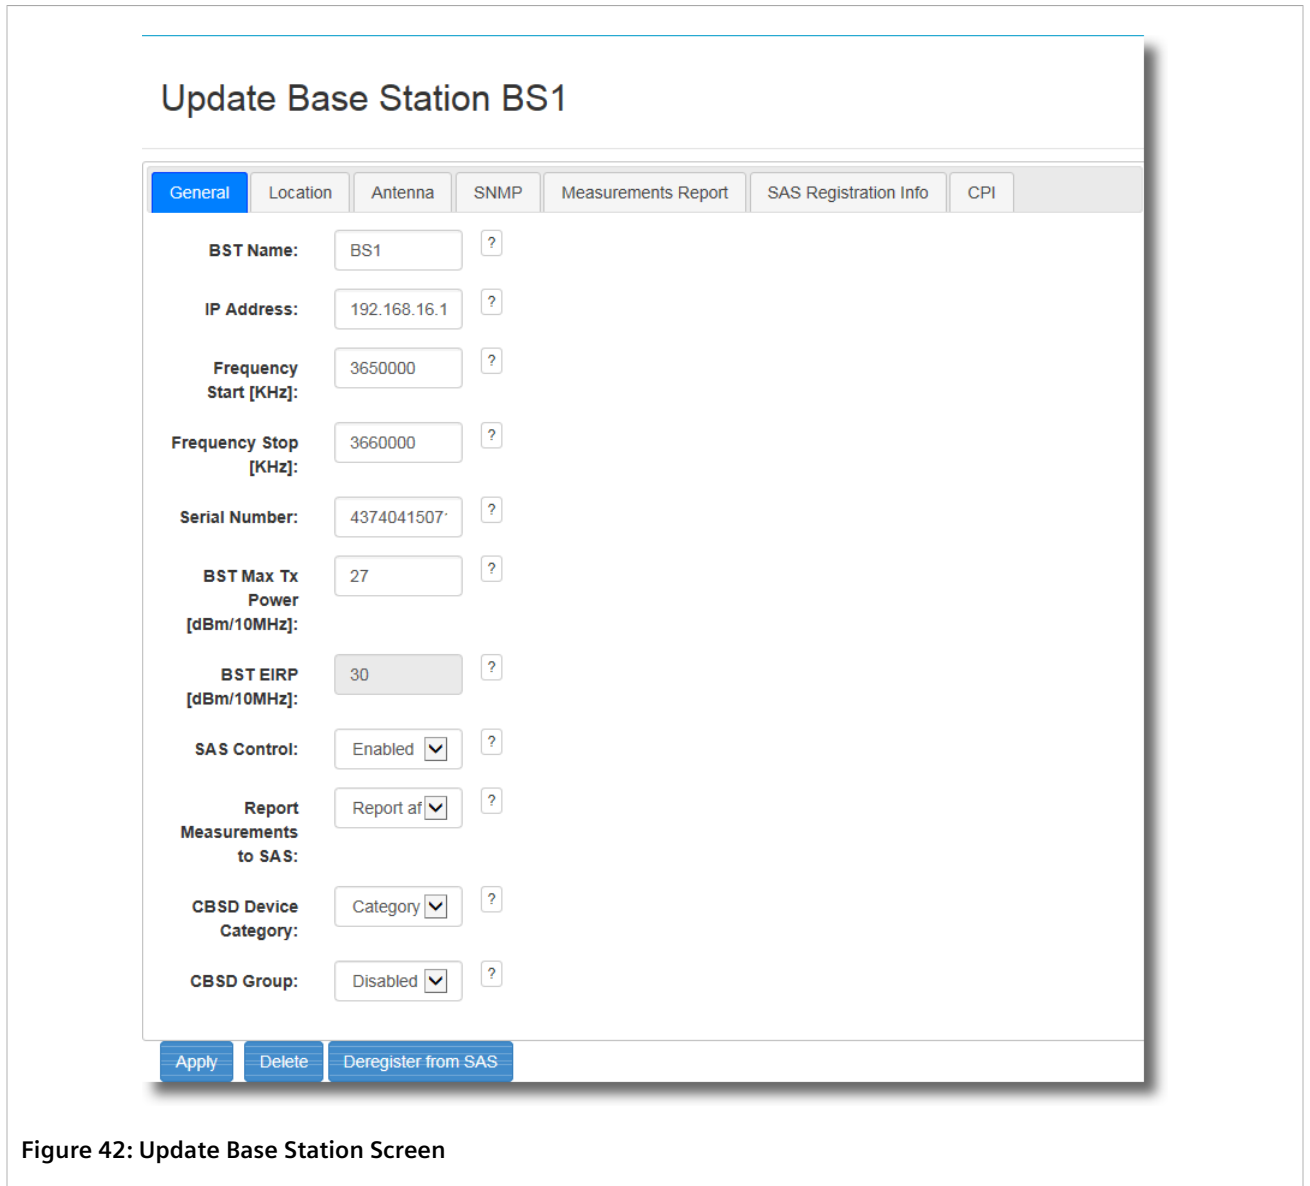 Update Base Station BS1
General Location Antenna SNMP Measurements Report SAS Registration Info CPI
BST Name: BS1 ?
IP Address: 192.168.16.1 ?
Frequency Start [KHz]: 3650000 ?
Frequency Stop [KHz]: 3660000 ?
Serial Number: 4374041507 ?
BST Max Tx Power [dBm/10MHz]: 27 ?
BST EIRP [dBm/10MHz]: 30 ?
SAS Control: Enabled ?
Report Measurements to SAS: Report af ?
CBSD Device Category: Category ?
CBSD Group: Disabled ?
Apply Delete Deregister from SAS
Figure 42: Update Base Station Screen